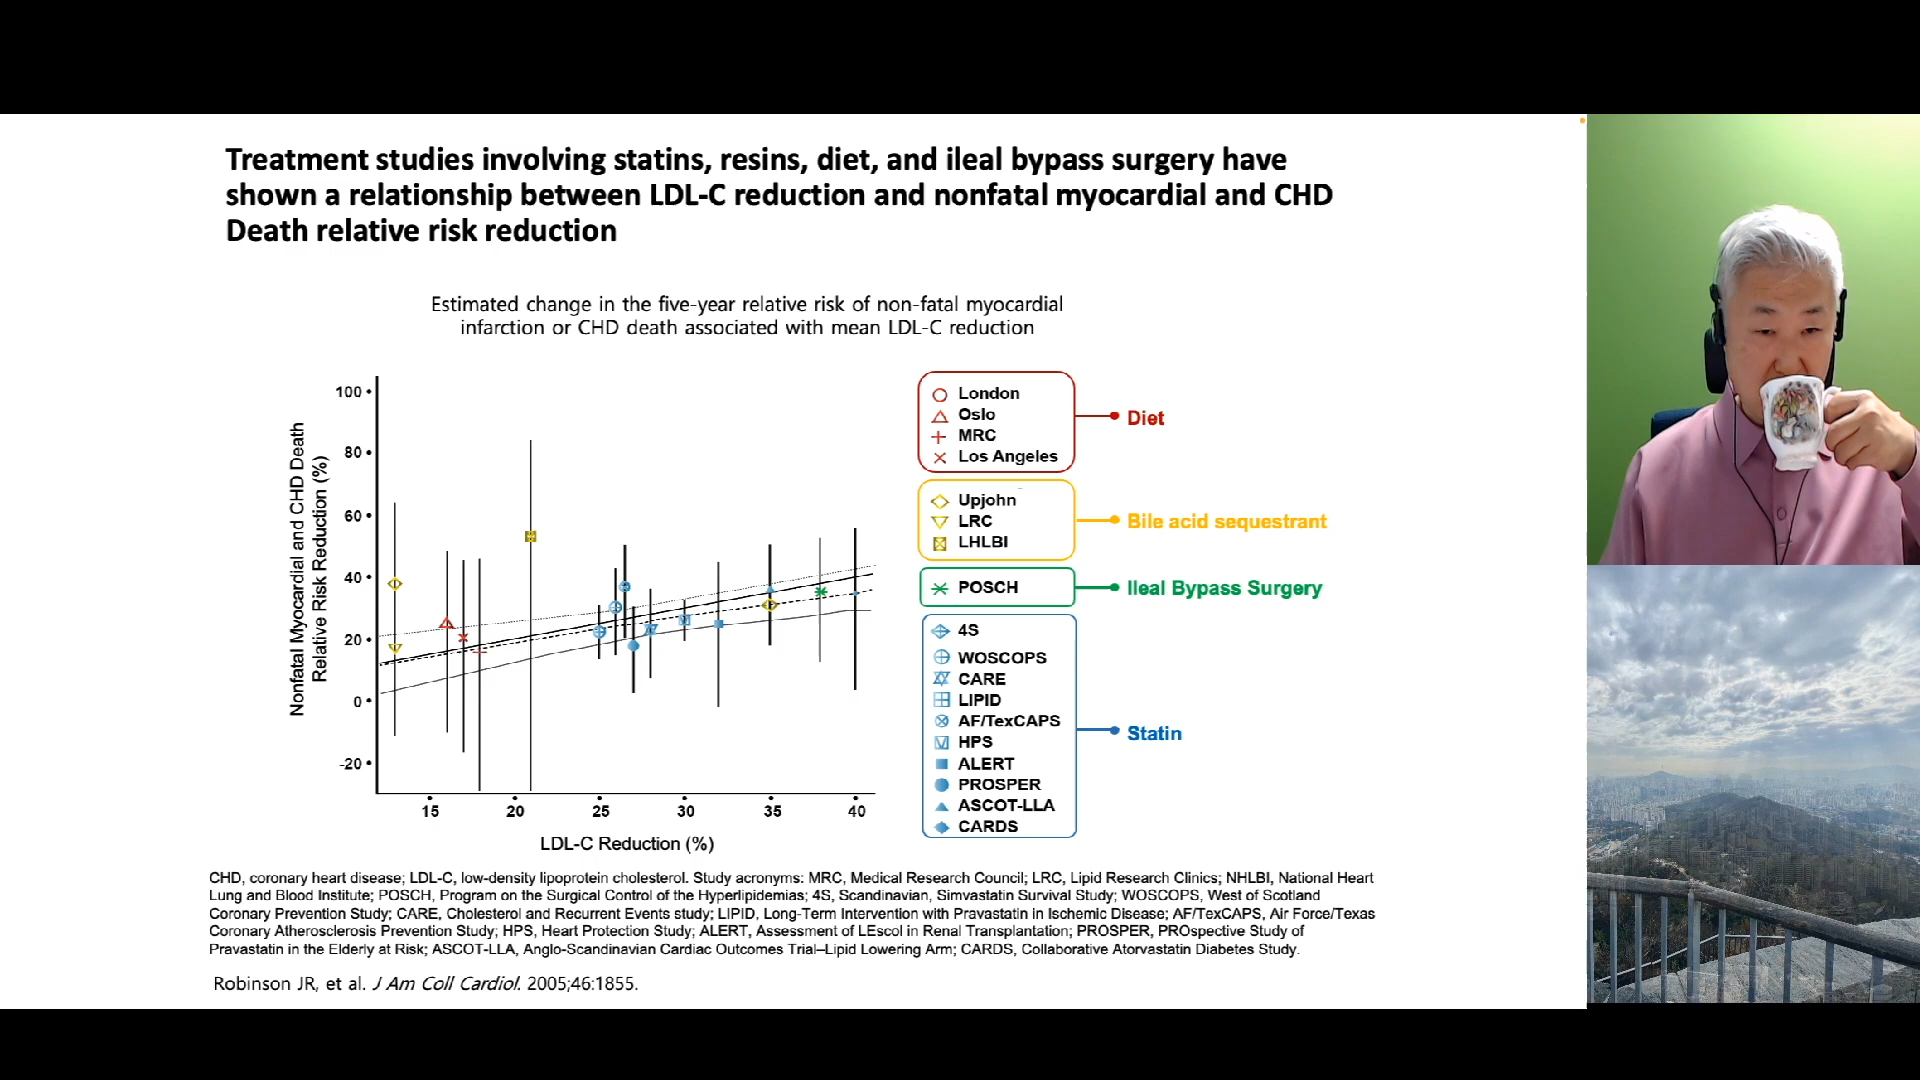 Treatment studies involving statins, resins, diet, and ileal bypass surgery have
shown a relationship between LDL-C reduction and nonfatal myocardial and CHD
Death relative risk reduction
Estimated change in the five-year relative risk of non-fatal myocardial
infarction or CHD death associated with mean LDL-C reduction
Nonfatal Myocardial and CHD Death
Relative Risk Reduction (%)
100
80
60
40
20
0
-20
15 20 25 30 35 40
LDL-C Reduction (%)
London
Oslo
MRC
Los Angeles
Diet
Upjohn
LRC
LHLBI
Bile acid sequestrant
POSCH
Ileal Bypass Surgery
4S
WOSCOPS
CARE
LIPID
AF/TexCAPS
HPS
ALERT
PROSPER
ASCOT-LLA
CARDS
Statin
CHD, coronary heart disease; LDL-C, low-density lipoprotein cholesterol. Study acronyms: MRC, Medical Research Council; LRC, Lipid Research Clinics; NHLBI, National Heart
Lung and Blood Institute; POSCH, Program on the Surgical Control of the Hyperlipidemias; 4S, Scandinavian, Simvastatin Survival Study; WOSCOPS, West of Scotland
Coronary Prevention Study; CARE, Cholesterol and Recurrent Events study; LIPID, Long-Term Intervention with Pravastatin in Ischemic Disease; AF/TexCAPS, Air Force/Texas
Coronary Atherosclerosis Prevention Study; HPS, Heart Protection Study; ALERT, Assessment of LEscol in Renal Transplantation; PROSPER, PROspective Study of
Pravastatin in the Elderly at Risk; ASCOT-LLA, Anglo-Scandinavian Cardiac Outcomes Trial–Lipid Lowering Arm; CARDS, Collaborative Atorvastatin Diabetes Study.
Robinson JR, et al. J Am Coll Cardiol. 2005;46:1855.